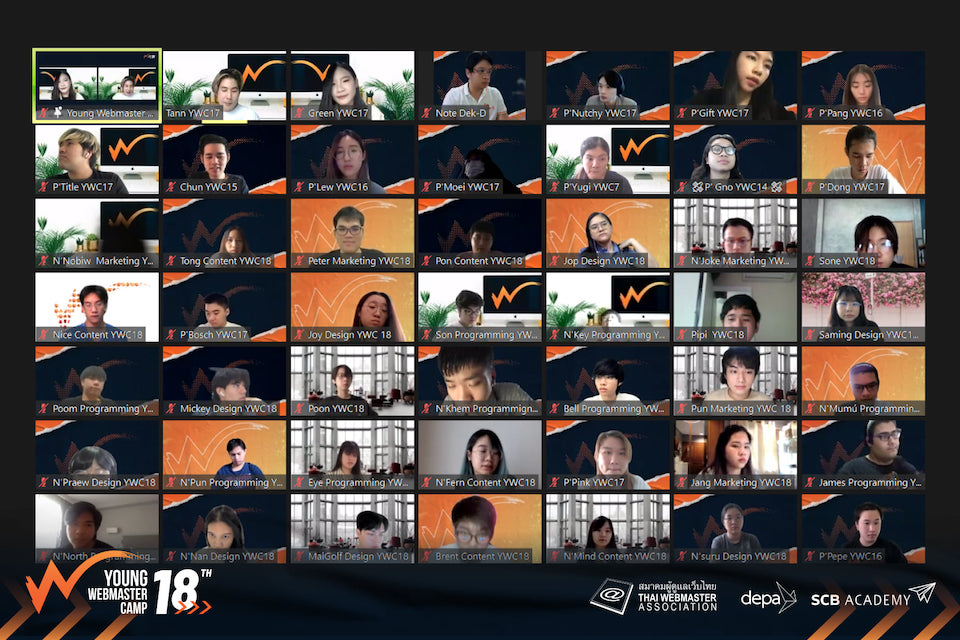 Young Webmaster ...
Tann YWC17
Green YWC17
Note Dek-D
P'Nutchy YWC17
P'Gift YWC17
P'Pang YWC16
P'Title YWC17
Chun YWC15
P'Lew YWC16
P'Moei YWC17
P'Yugi YWC7
P' Gno YWC14
P'Dong YWC17
N'Nobiw Marketing Y...
Tong Content YWC18
Peter Marketing YWC18
Pon Content YWC18
Jop Design YWC18
N'Joke Marketing YW...
Sone YWC18
Nice Content YWC18
P'Bosch YWC17
Joy Design YWC 18
Son Programming YW...
N'Key Programming Y...
Pipi YWC18
Saming Design YWC1...
Poom Programming Y...
Mickey Design YWC18
Poon YWC18
N'Khem Programmign...
Bell Programming YW...
Pun Marketing YWC 18
N'Mumú Programmin...
N'Praew Design YWC18
N'Pun Programming Y...
Eye Programming YW...
N'Fern Content YWC18
P'Pink YWC17
Jang Marketing YWC18
James Programming YW...
N'North Programming...
N'Nan Design YWC18
MaiGolf Design YWC18
Brent Content YWC18
N'Mind Content YWC18
N'suru Design YWC18
P'Pepe YWC16
YOUNG
WEBMASTER
CAMP
18TH
สมาคมผู้ดูแลเว็บไทย
THAI WEBMASTER
ASSOCIATION
depa
SCB ACADEMY